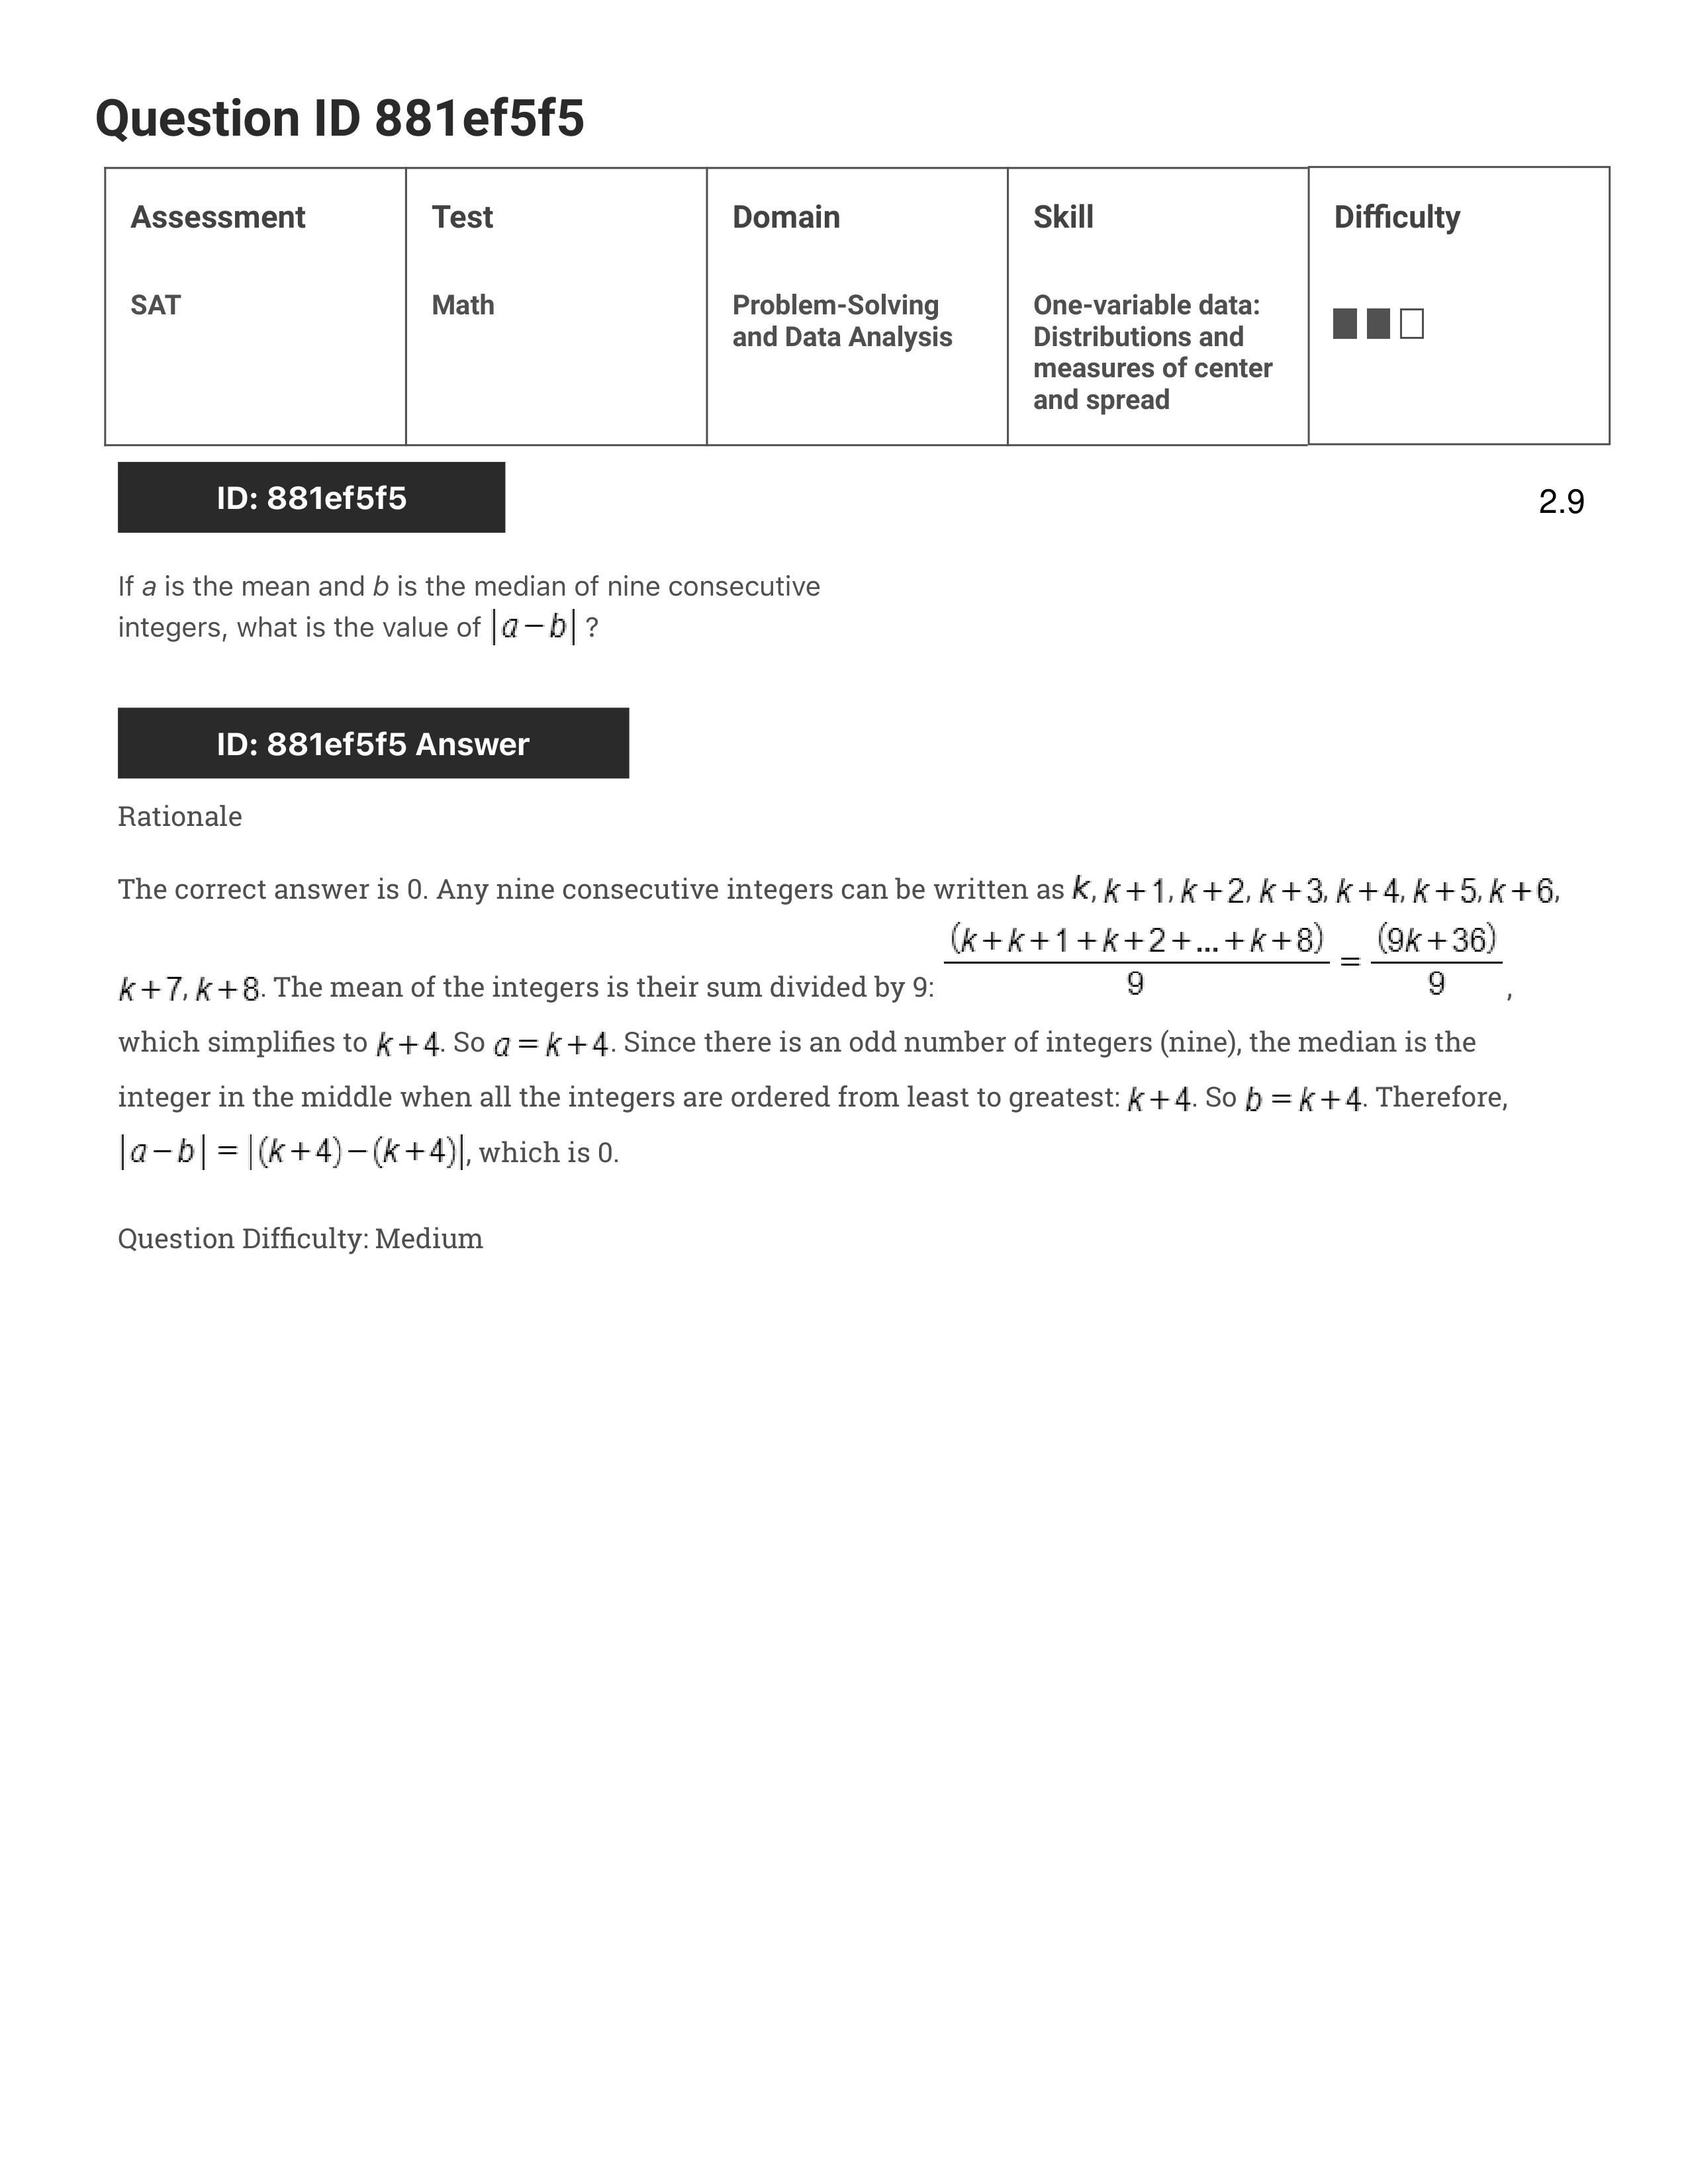 Question ID 881ef5f5
Assessment Test Domain Skill Difficulty
SAT Math Problem-Solving and Data Analysis One-variable data: Distributions and measures of center and spread
ID: 881ef5f5
2.9
If a is the mean and b is the median of nine consecutive
integers, what is the value of |a − b| ?
ID: 881ef5f5 Answer
Rationale
The correct answer is 0. Any nine consecutive integers can be written as k, k + 1, k + 2, k + 3, k + 4, k + 5, k + 6,
k + 7, k + 8. The mean of the integers is their sum divided by 9: (k + k + 1 + k + 2 + ... + k + 8) / 9 = (9k + 36) / 9,
which simplifies to k + 4. So a = k + 4. Since there is an odd number of integers (nine), the median is the
integer in the middle when all the integers are ordered from least to greatest: k + 4. So b = k + 4. Therefore,
|a − b| = |(k + 4) − (k + 4)|, which is 0.
Question Difficulty: Medium